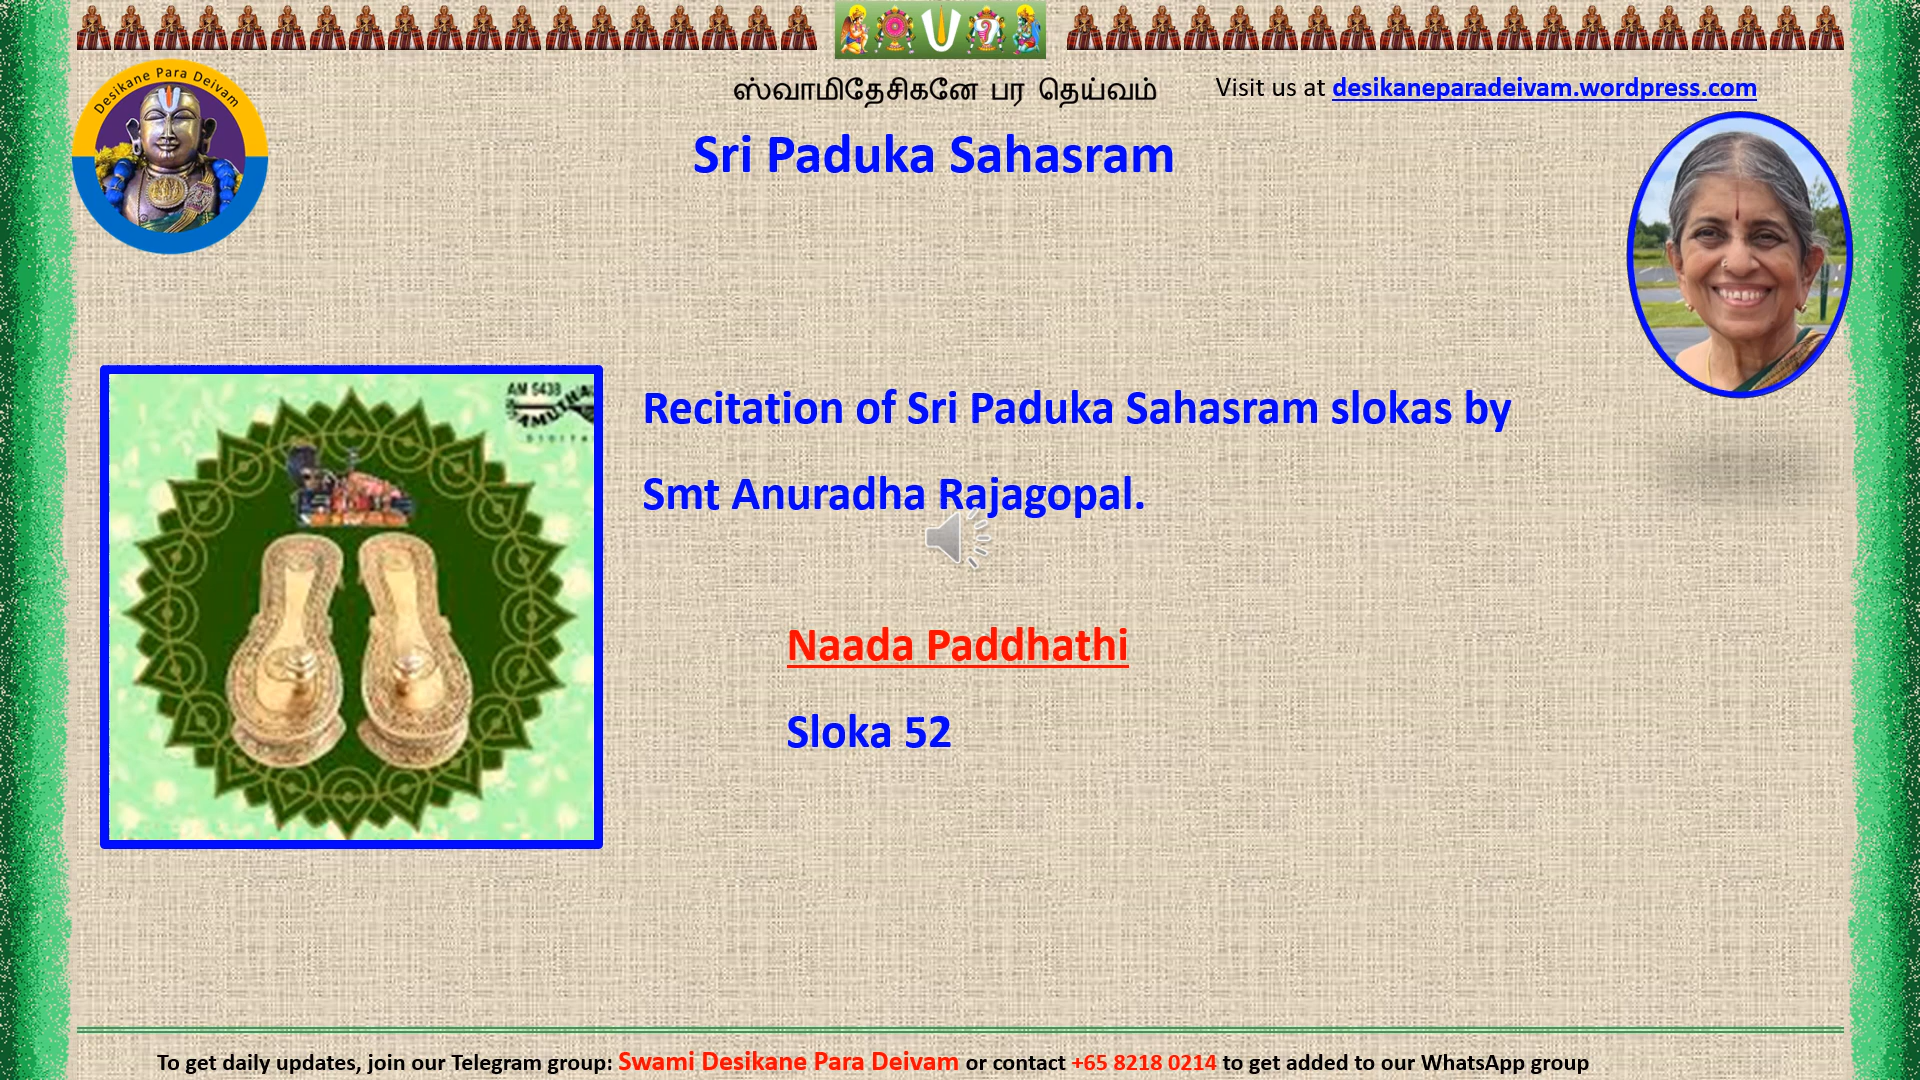 Desikane Para Deivam
ஸ்வாமிதேசிகனே பர தெய்வம்
Visit us at desikaneparadeivam.wordpress.com
Sri Paduka Sahasram
AM 5438
Recitation of Sri Paduka Sahasram slokas by
Smt Anuradha Rajagopal.
Naada Paddhathi
Sloka 52
To get daily updates, join our Telegram group: Swami Desikane Para Deivam or contact +65 8218 0214 to get added to our WhatsApp group